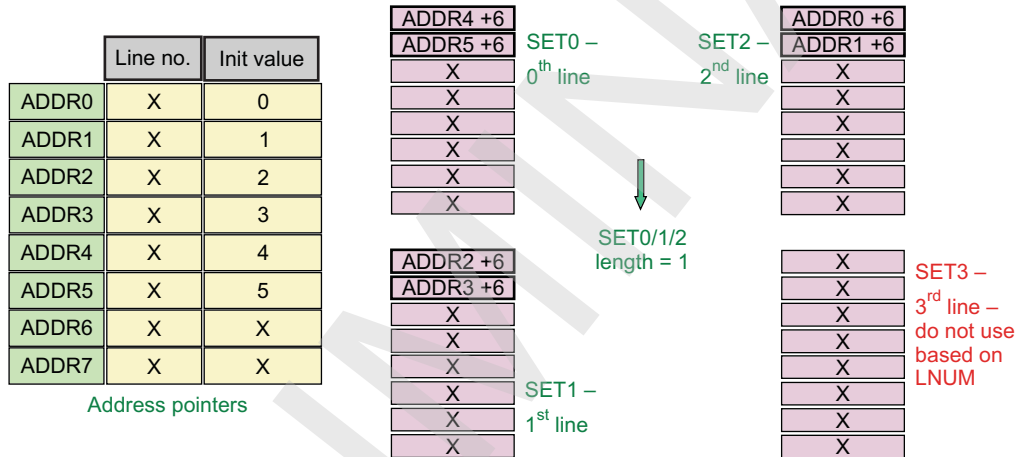 Line no. Init value
ADDR0 X 0
ADDR1 X 1
ADDR2 X 2
ADDR3 X 3
ADDR4 X 4
ADDR5 X 5
ADDR6 X X
ADDR7 X X
Address pointers
ADDR4 +6
ADDR5 +6
X
X
X
X
X
X
SET0 –
0th line
ADDR2 +6
ADDR3 +6
X
X
X
X
X
X
SET1 –
1st line
SET0/1/2
length = 1
SET2 –
2nd line
ADDR0 +6
ADDR1 +6
X
X
X
X
X
X
X
X
X
X
X
X
X
X
SET3 –
3rd line –
do not use
based on
LNUM